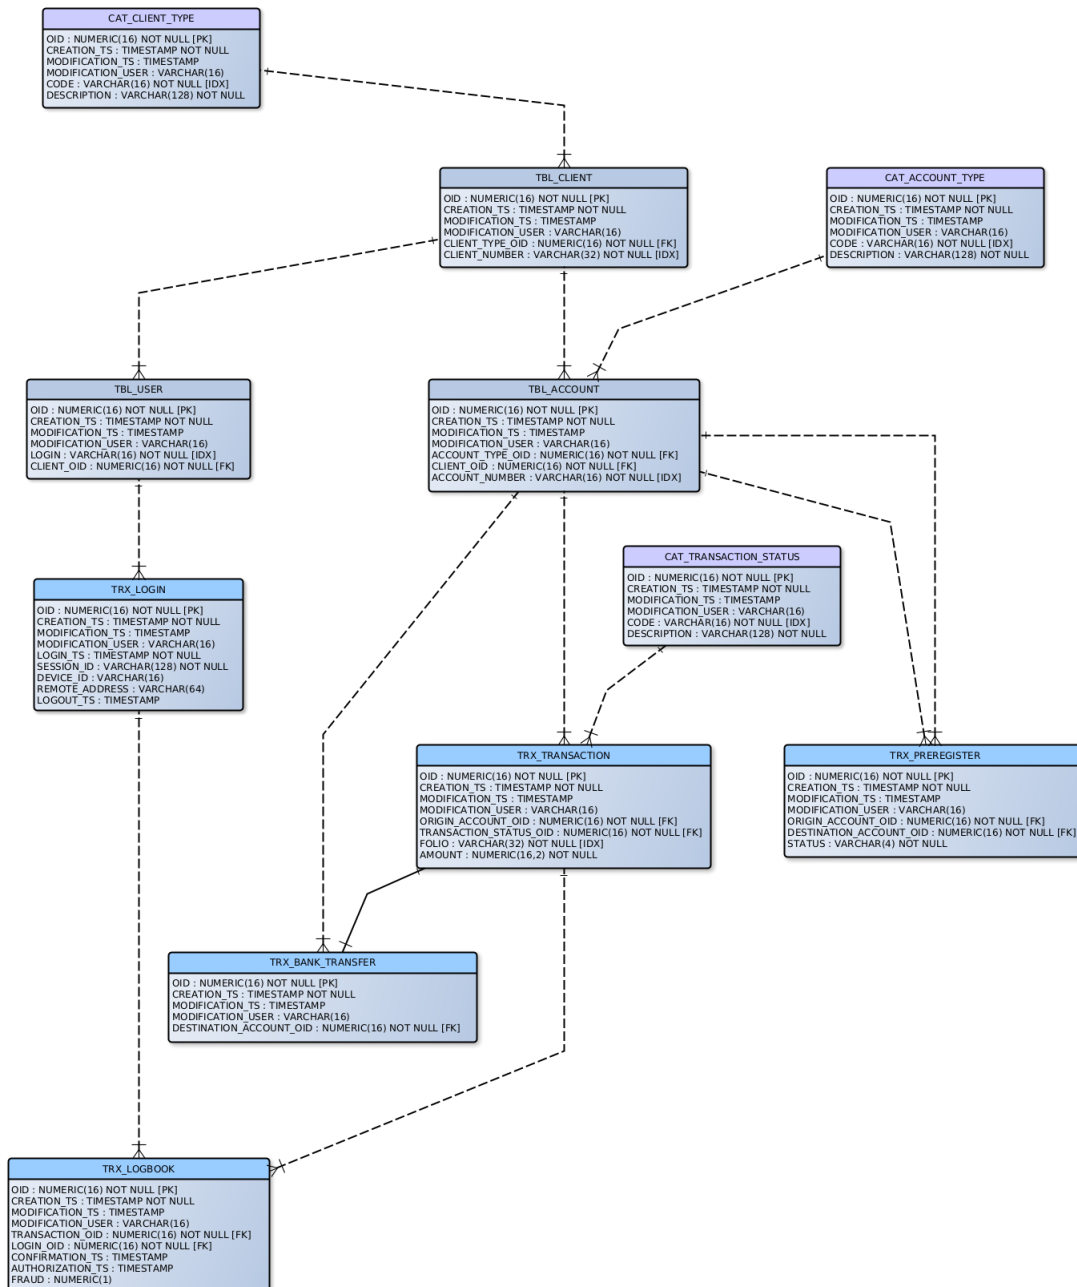 CAT_CLIENT_TYPE
OID : NUMERIC(16) NOT NULL [PK]
CREATION_TS : TIMESTAMP NOT NULL
MODIFICATION_TS : TIMESTAMP
MODIFICATION_USER : VARCHAR(16)
CODE : VARCHAR(16) NOT NULL [IDX]
DESCRIPTION : VARCHAR(128) NOT NULL
TBL_CLIENT
OID : NUMERIC(16) NOT NULL [PK]
CREATION_TS : TIMESTAMP NOT NULL
MODIFICATION_TS : TIMESTAMP
MODIFICATION_USER : VARCHAR(16)
CLIENT_TYPE_OID : NUMERIC(16) NOT NULL [FK]
CLIENT_NUMBER : VARCHAR(32) NOT NULL [IDX]
CAT_ACCOUNT_TYPE
OID : NUMERIC(16) NOT NULL [PK]
CREATION_TS : TIMESTAMP NOT NULL
MODIFICATION_TS : TIMESTAMP
MODIFICATION_USER : VARCHAR(16)
CODE : VARCHAR(16) NOT NULL [IDX]
DESCRIPTION : VARCHAR(128) NOT NULL
TBL_USER
OID : NUMERIC(16) NOT NULL [PK]
CREATION_TS : TIMESTAMP NOT NULL
MODIFICATION_TS : TIMESTAMP
MODIFICATION_USER : VARCHAR(16)
LOGIN : VARCHAR(16) NOT NULL [IDX]
CLIENT_OID : NUMERIC(16) NOT NULL [FK]
TBL_ACCOUNT
OID : NUMERIC(16) NOT NULL [PK]
CREATION_TS : TIMESTAMP NOT NULL
MODIFICATION_TS : TIMESTAMP
MODIFICATION_USER : VARCHAR(16)
ACCOUNT_TYPE_OID : NUMERIC(16) NOT NULL [FK]
CLIENT_OID : NUMERIC(16) NOT NULL [FK]
ACCOUNT_NUMBER : VARCHAR(16) NOT NULL [IDX]
CAT_TRANSACTION_STATUS
OID : NUMERIC(16) NOT NULL [PK]
CREATION_TS : TIMESTAMP NOT NULL
MODIFICATION_TS : TIMESTAMP
MODIFICATION_USER : VARCHAR(16)
CODE : VARCHAR(16) NOT NULL [IDX]
DESCRIPTION : VARCHAR(128) NOT NULL
TRX_LOGIN
OID : NUMERIC(16) NOT NULL [PK]
CREATION_TS : TIMESTAMP NOT NULL
MODIFICATION_TS : TIMESTAMP
MODIFICATION_USER : VARCHAR(16)
LOGIN_TS : TIMESTAMP NOT NULL
SESSION_ID : VARCHAR(128) NOT NULL
DEVICE_ID : VARCHAR(16)
REMOTE_ADDRESS : VARCHAR(64)
LOGOUT_TS : TIMESTAMP
TRX_TRANSACTION
OID : NUMERIC(16) NOT NULL [PK]
CREATION_TS : TIMESTAMP NOT NULL
MODIFICATION_TS : TIMESTAMP
MODIFICATION_USER : VARCHAR(16)
ORIGIN_ACCOUNT_OID : NUMERIC(16) NOT NULL [FK]
TRANSACTION_STATUS_OID : NUMERIC(16) NOT NULL [FK]
FOLIO : VARCHAR(32) NOT NULL [IDX]
AMOUNT : NUMERIC(16,2) NOT NULL
TRX_PREREGISTER
OID : NUMERIC(16) NOT NULL [PK]
CREATION_TS : TIMESTAMP NOT NULL
MODIFICATION_TS : TIMESTAMP
MODIFICATION_USER : VARCHAR(16)
ORIGIN_ACCOUNT_OID : NUMERIC(16) NOT NULL [FK]
DESTINATION_ACCOUNT_OID : NUMERIC(16) NOT NULL [FK]
STATUS : VARCHAR(4) NOT NULL
TRX_BANK_TRANSFER
OID : NUMERIC(16) NOT NULL [PK]
CREATION_TS : TIMESTAMP NOT NULL
MODIFICATION_TS : TIMESTAMP
MODIFICATION_USER : VARCHAR(16)
DESTINATION_ACCOUNT_OID : NUMERIC(16) NOT NULL [FK]
TRX_LOGBOOK
OID : NUMERIC(16) NOT NULL [PK]
CREATION_TS : TIMESTAMP NOT NULL
MODIFICATION_TS : TIMESTAMP
MODIFICATION_USER : VARCHAR(16)
TRANSACTION_OID : NUMERIC(16) NOT NULL [FK]
LOGIN_OID : NUMERIC(16) NOT NULL [FK]
CONFIRMATION_TS : TIMESTAMP
AUTHORIZATION_TS : TIMESTAMP
FRAUD : NUMERIC(1)